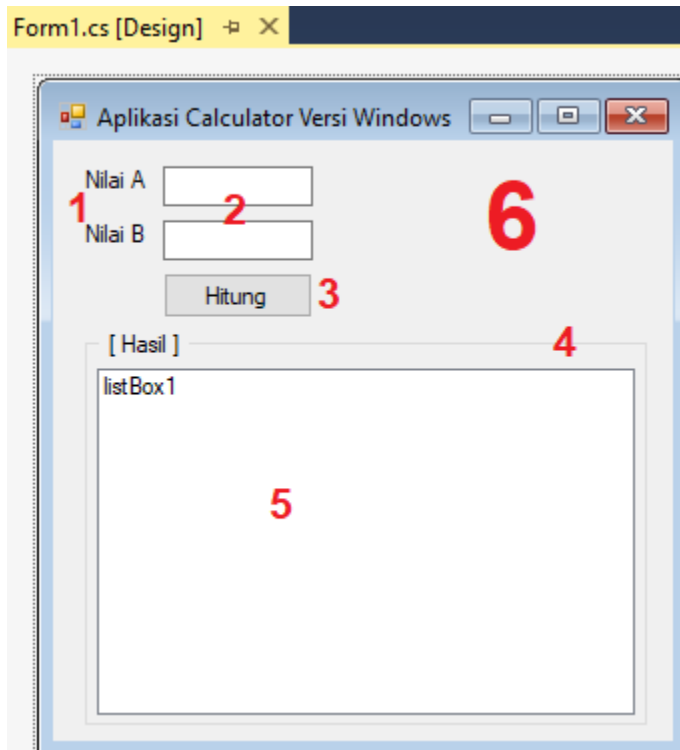 Form1.cs [Design]
Aplikasi Calculator Versi Windows
Nilai A
1
2
6
Nilai B
Hitung
3
[ Hasil ]
4
listBox1
5